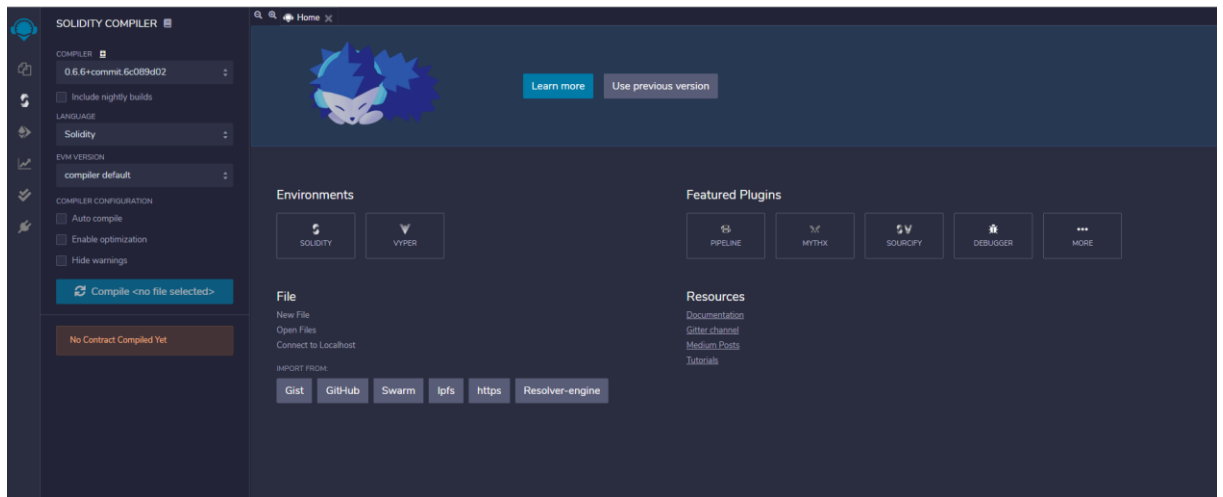 SOLIDITY COMPILER
COMPILER
0.6.6+commit.6c089d02
Include nightly builds
LANGUAGE
Solidity
EVM VERSION
compiler default
COMPILER CONFIGURATION
Auto compile
Enable optimization
Hide warnings
Compile <no file selected>
No Contract Compiled Yet
Home
Learn more
Use previous version
Environments
SOLIDITY
VYPER
Featured Plugins
PIPELINE
MYTHX
SOURCIFY
DEBUGGER
MORE
File
New File
Open Files
Connect to Localhost
IMPORT FROM:
Gist
GitHub
Swarm
Ipfs
https
Resolver-engine
Resources
Documentation
Gitter channel
Medium Posts
Tutorials